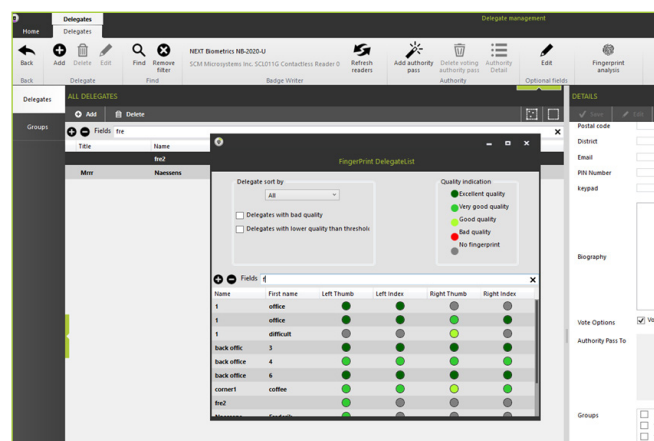 Delegates
Delegate management
Home
Delegates
Back
Add
Delete
Edit
Find
Remove filter
NEXT Biometrics NB-2020-U
SCM Microsystems Inc. SCL011G Contactless Reader 0
Refresh readers
Add authority pass
Delete voting authority pass
Authority Detail
Edit
Fingerprint analysis
Back
Delegate
Find
Badge Writer
Authority
Optional fields
Delegates
Groups
ALL DELEGATES
Add
Delete
Fields fre
Title Name
fre2
Mrrr Naessens
FingerPrint DelegateList
Delegate sort by
All
Delegates with bad quality
Delegates with lower quality than threshold
Quality indication
Excellent quality
Very good quality
Good quality
Bad quality
No fingerprint
Fields f
Name First name Left Thumb Left Index Right Thumb Right Index
1 office
1 office
1 difficult
back offic 3
back office 4
back office 6
corner1 coffee
fre2
DETAILS
Save
Edit
Postal code
District
Email
PIN Number
keypad
Biography
Vote Options
Authority Pass To
Groups